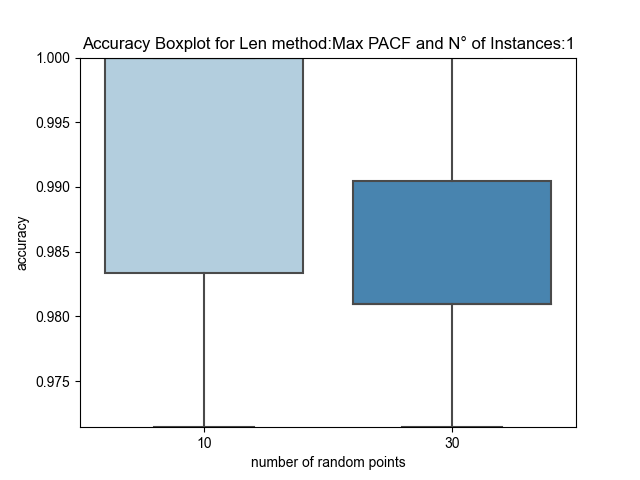 Accuracy Boxplot for Len method:Max PACF and N° of Instances:1
1.000
0.995
0.990
0.985
0.980
0.975
accuracy
10 30
number of random points